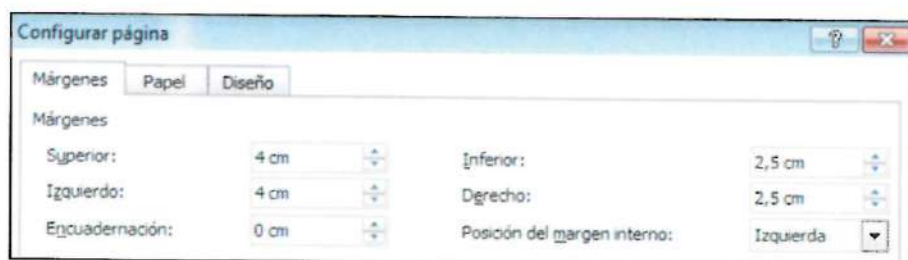 Configurar página
Márgenes Papel Diseño
Márgenes
Superior: 4 cm Inferior: 2,5 cm
Izquierdo: 4 cm Derecho: 2,5 cm
Encuadernación: 0 cm Posición del margen interno: Izquierda